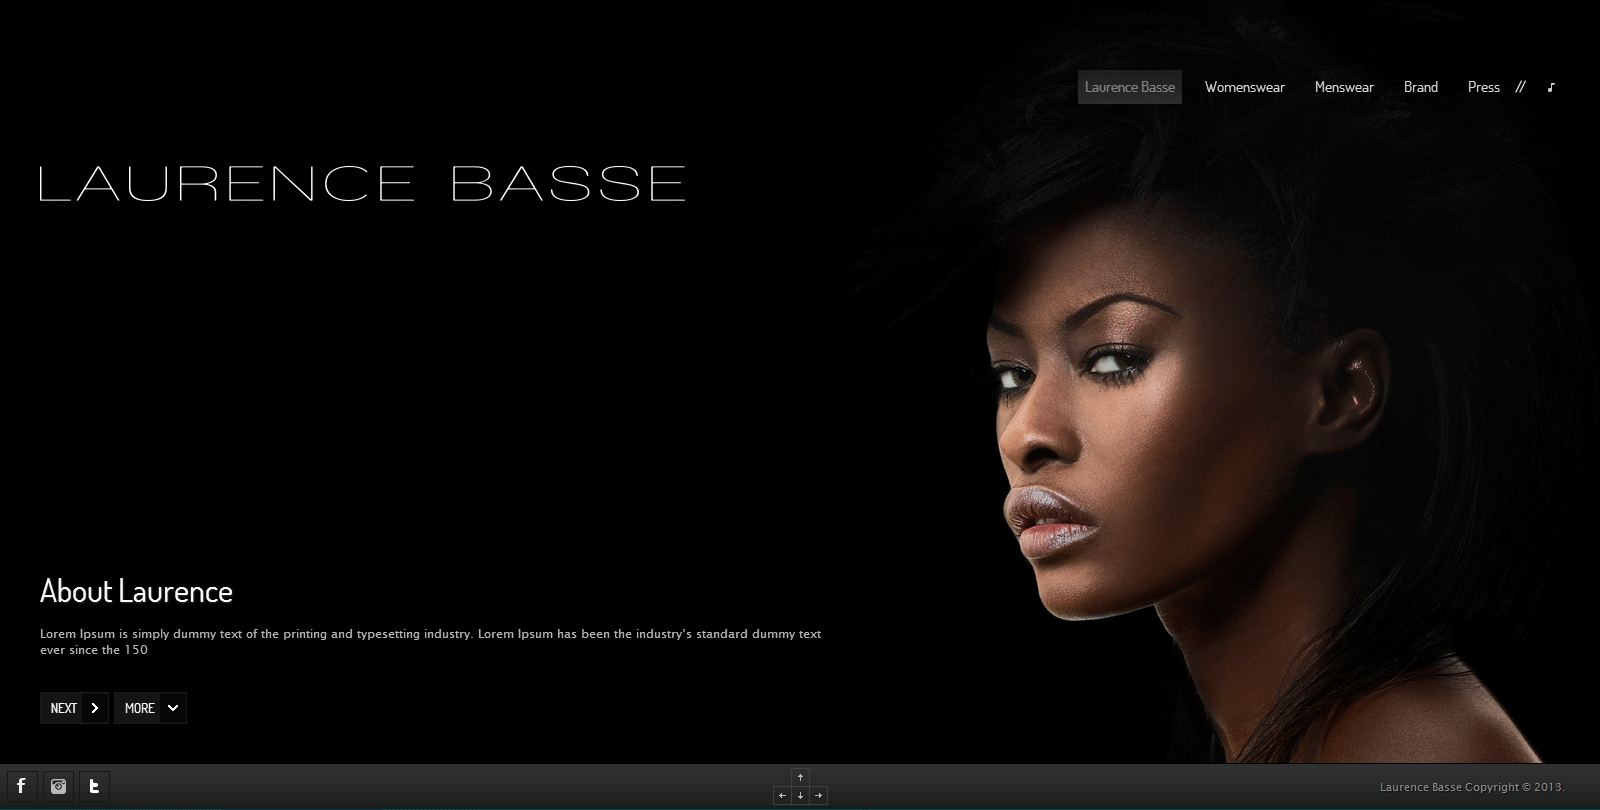 Laurence Basse Womenswear Menswear Brand Press //
LAURENCE BASSE
About Laurence
Lorem Ipsum is simply dummy text of the printing and typesetting industry. Lorem Ipsum has been the industry's standard dummy text
ever since the 150
NEXT MORE
Laurence Basse Copyright © 2013.